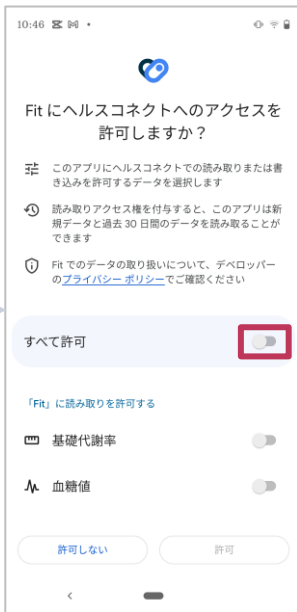 10:46
Fit にヘルスコネクトへのアクセスを
許可しますか？
このアプリにヘルスコネクトでの読み取りまたは書
き込みを許可するデータを選択します
読み取りアクセス権を付与すると、このアプリは新
規データと過去 30 日間のデータを読み取ることが
できます
Fit でのデータの取り扱いについて、デベロッパー
のプライバシー ポリシーでご確認ください
すべて許可
「Fit」に読み取りを許可する
基礎代謝率
血糖値
許可しない
許可